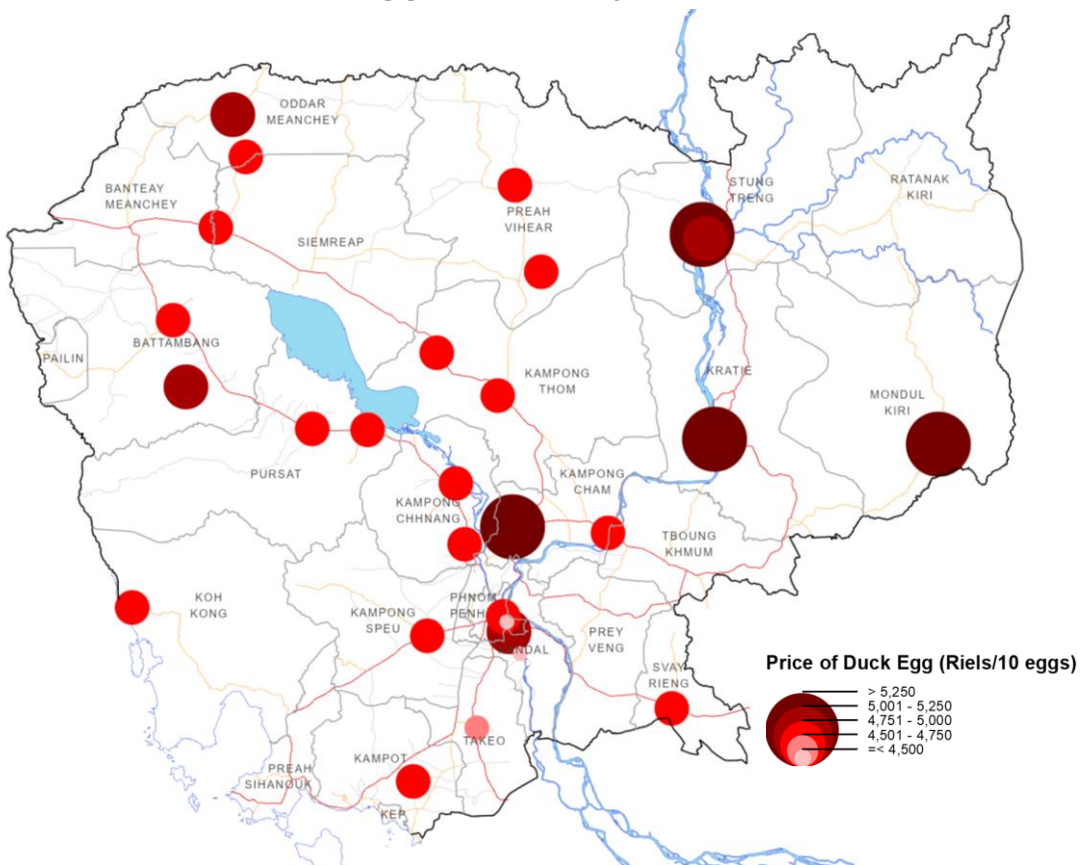 ODDAR
MEANCHEY
BANTEAY
MEANCHEY
STUNG
TRENG
RATANAK
KIRI
PREAH
VIHEAR
SIEMREAP
BATTAMBANG
PAILIN
KAMPONG
THOM
KRATIE
MONDUL
KIRI
PURSAT
KAMPONG
CHAM
KAMPONG
CHHNANG
TBOUNG
KHMUM
KOH
KONG
PHNOM
PENH
KAMPONG
SPEU
PREY
VENG
NDAL
SVAY
RIENG
TAKEO
KAMPOT
PREAH
SIHANOUK
KEP
Price of Duck Egg (Riels/10 eggs)
> 5,250
5,001 - 5,250
4,751 - 5,000
4,501 - 4,750
=< 4,500